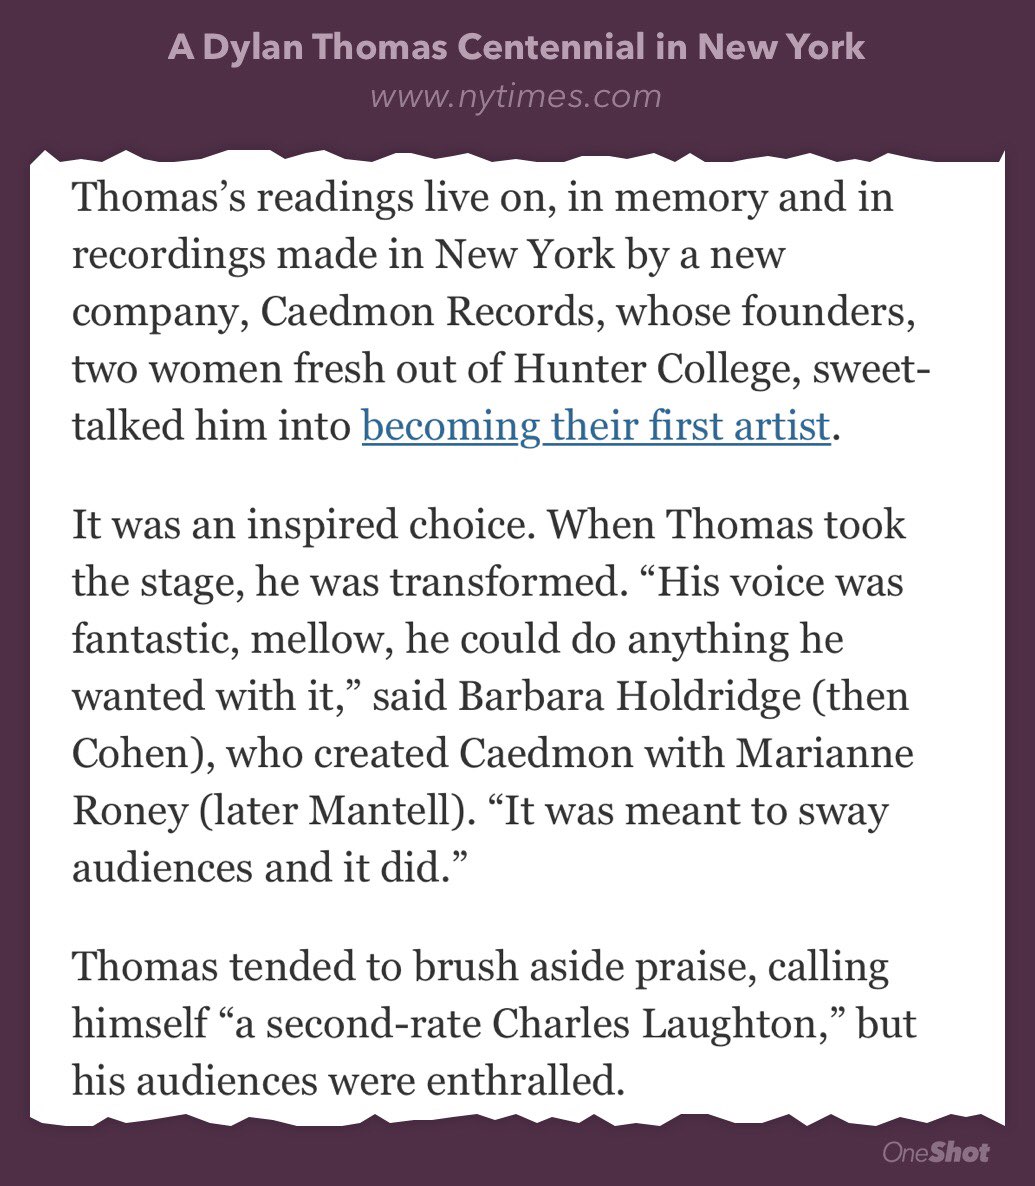 A Dylan Thomas Centennial in New York
www.nytimes.com
Thomas’s readings live on, in memory and in
recordings made in New York by a new
company, Caedmon Records, whose founders,
two women fresh out of Hunter College, sweet-
talked him into becoming their first artist.
It was an inspired choice. When Thomas took
the stage, he was transformed. “His voice was
fantastic, mellow, he could do anything he
wanted with it,” said Barbara Holdridge (then
Cohen), who created Caedmon with Marianne
Roney (later Mantell). “It was meant to sway
audiences and it did.”
Thomas tended to brush aside praise, calling
himself “a second-rate Charles Laughton,” but
his audiences were enthralled.
OneShot